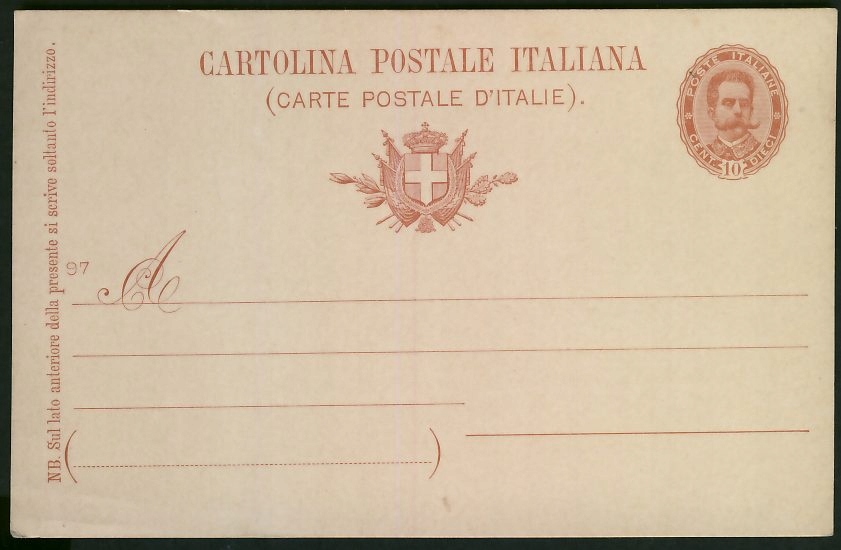 CARTOLINA POSTALE ITALIANA
(CARTE POSTALE D'ITALIE).
POSTE ITALIANE
CENT. 10 DIECI
NB. Sul lato anteriore della presente si scrive soltanto l'indirizzo.
97
A